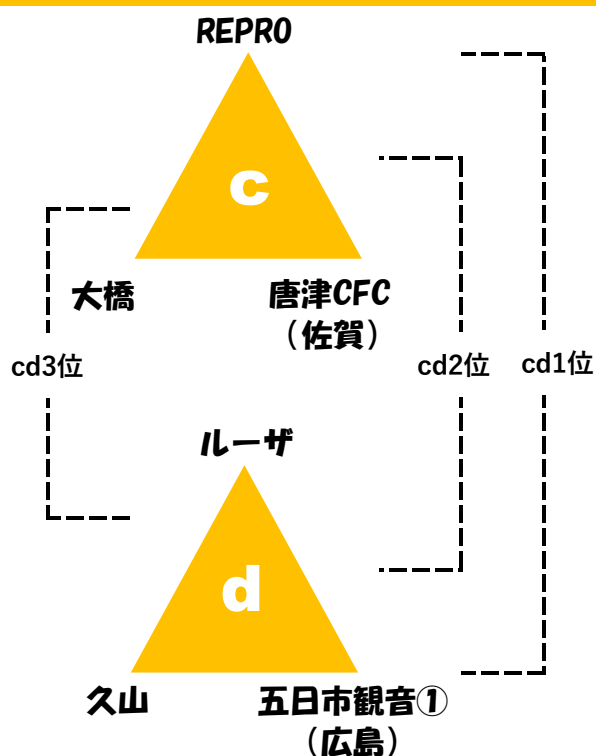 REPRO
c
大橋
唐津CFC
（佐賀）
cd3位
cd2位
cd1位
ルーザ
d
久山
五日市観音①
（広島）